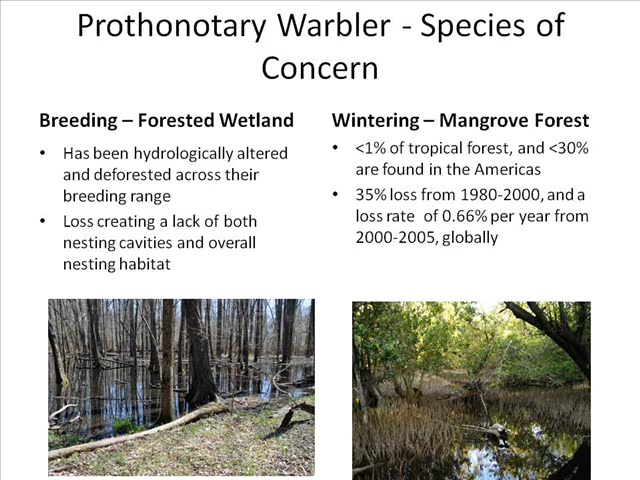 Prothonotary Warbler - Species of
Concern
Breeding – Forested Wetland
• Has been hydrologically altered
and deforested across their
breeding range
• Loss creating a lack of both
nesting cavities and overall
nesting habitat
Wintering – Mangrove Forest
• <1% of tropical forest, and <30%
are found in the Americas
• 35% loss from 1980-2000, and a
loss rate  of 0.66% per year from
2000-2005, globally